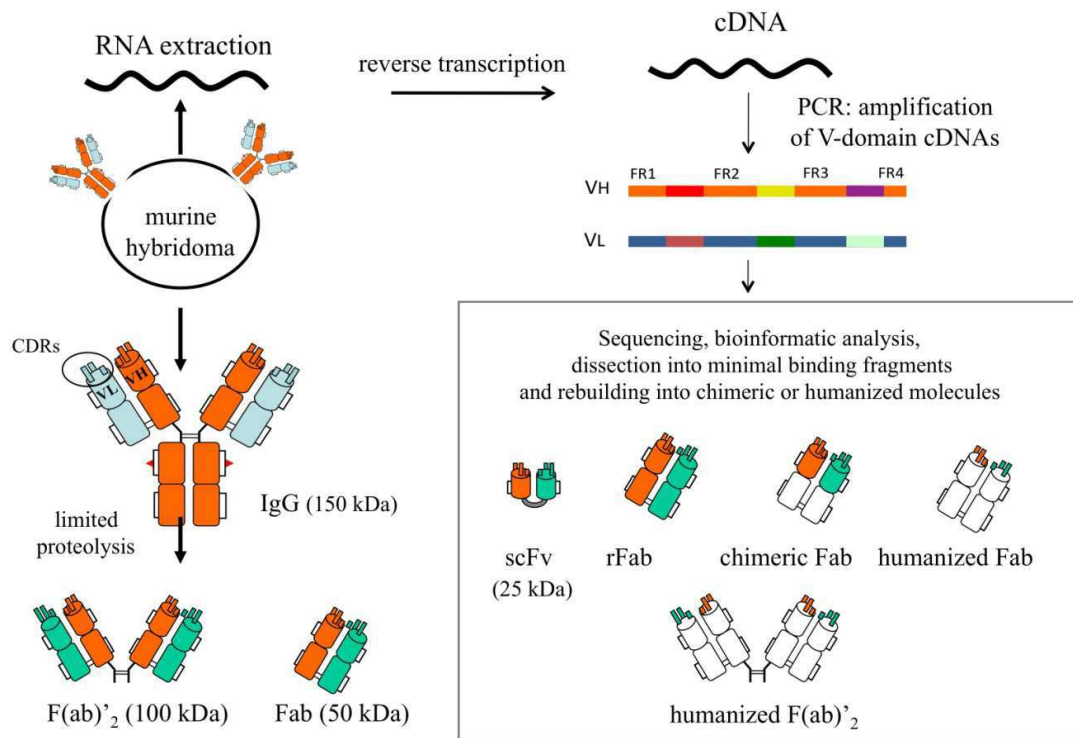 RNA extraction
reverse transcription
cDNA
PCR: amplification
of V-domain cDNAs
FR1 FR2 FR3 FR4
VH
VL
murine
hybridoma
CDRs
VL VH
IgG (150 kDa)
limited
proteolysis
F(ab)’₂ (100 kDa) Fab (50 kDa)
Sequencing, bioinformatic analysis,
dissection into minimal binding fragments
and rebuilding into chimeric or humanized molecules
scFv rFab chimeric Fab humanized Fab
(25 kDa)
humanized F(ab)’₂